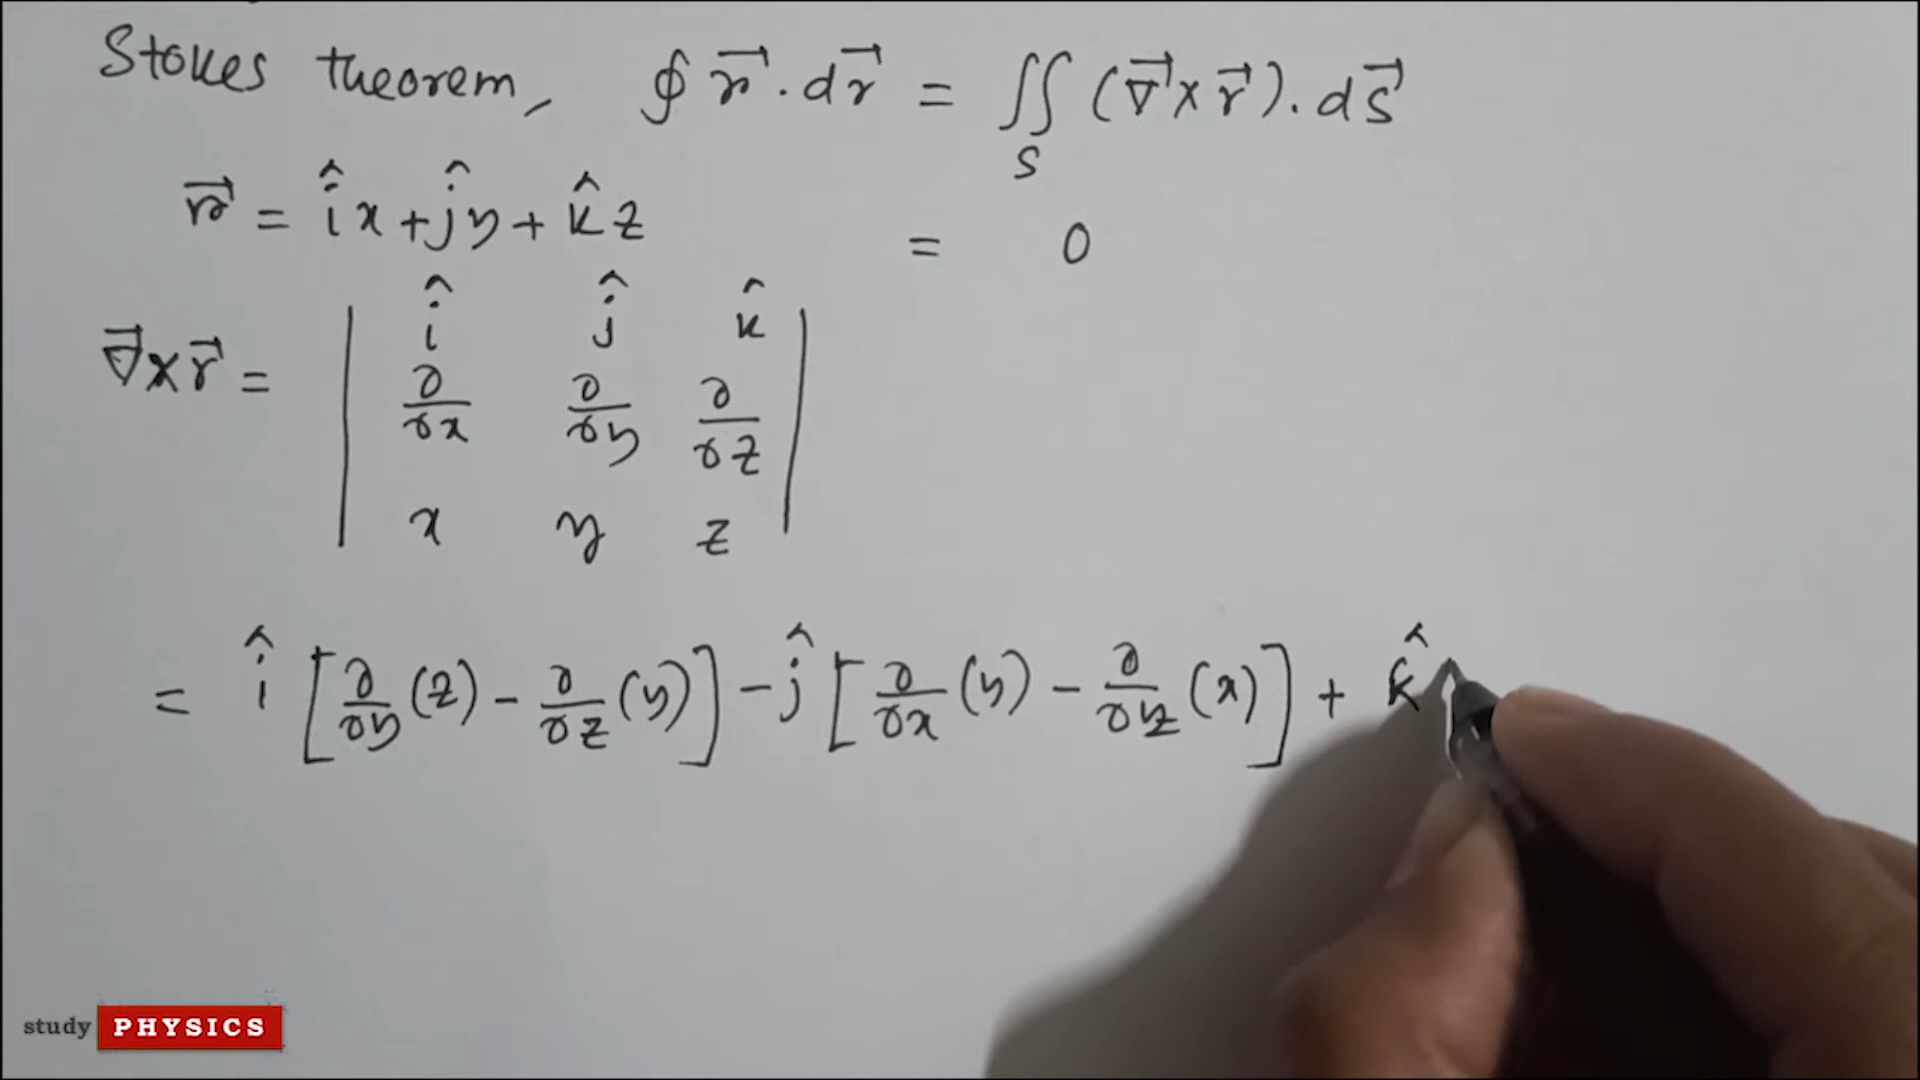 Stokes theorem, ∮ r⃗ . dr⃗ = ∬_S (∇⃗ × r⃗) . ds⃗
r⃗ = î x + ĵ y + k̂ z = 0
∇⃗ × r⃗ = | î ĵ k̂ |
| ∂/∂x ∂/∂y ∂/∂z |
| x y z |
= î [∂/∂y (z) - ∂/∂z (y)] - ĵ [∂/∂x (y) - ∂/∂z (x)] + k̂
study PHYSICS